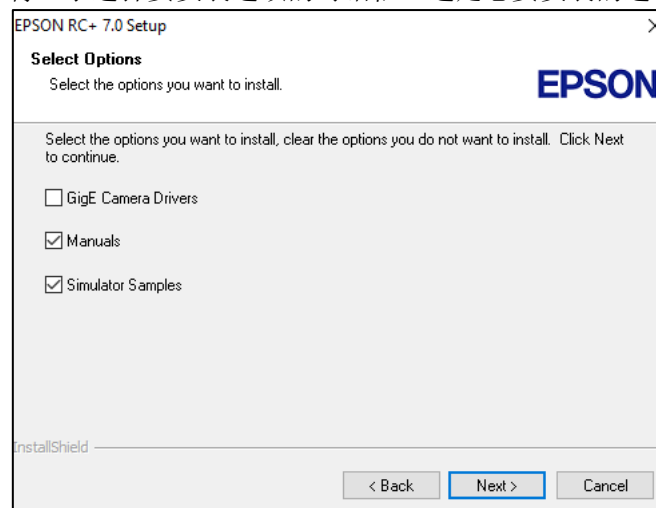 EPSON RC+ 7.0 Setup
Select Options
Select the options you want to install.
EPSON
Select the options you want to install, clear the options you do not want to install. Click Next
to continue.
GigE Camera Drivers
Manuals
Simulator Samples
InstallShield
< Back
Next >
Cancel